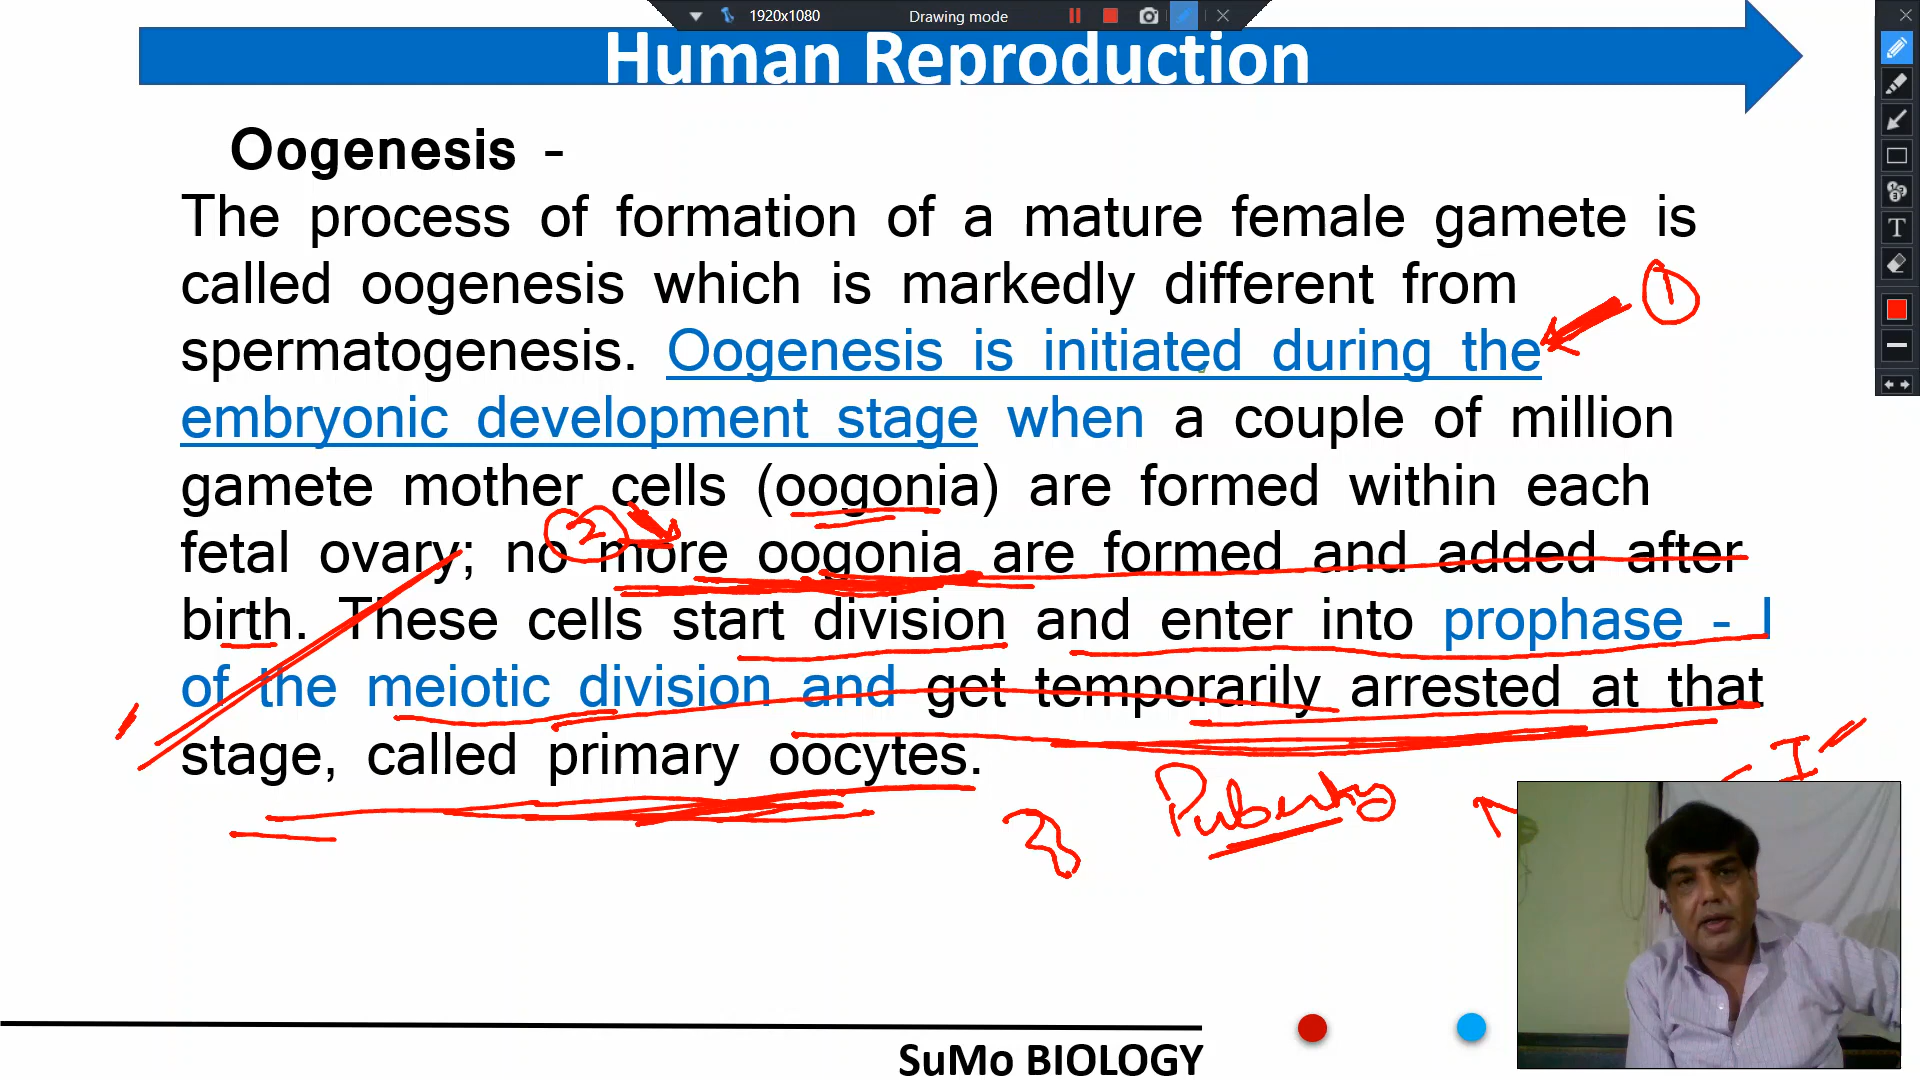 1920x1080 Drawing mode
Human Reproduction
Oogenesis -
The process of formation of a mature female gamete is
called oogenesis which is markedly different from
1
spermatogenesis. Oogenesis is initiated during the
embryonic development stage when a couple of million
gamete mother cells (oogonia) are formed within each
2
fetal ovary; no more oogonia are formed and added after
birth. These cells start division and enter into prophase - I
of the meiotic division and get temporarily arrested at that
stage, called primary oocytes.
Puberty
- I
SuMo BIOLOGY